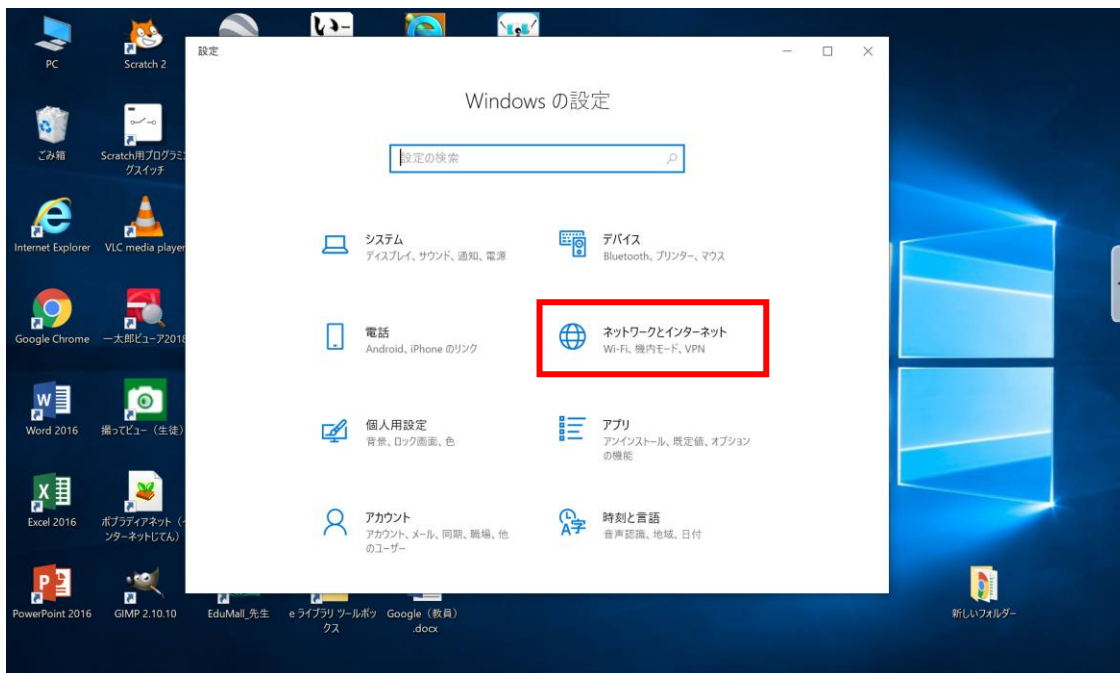 PC
Scratch 2
ごみ箱
Scratch用プログラミ
グスイッチ
Internet Explorer
VLC media player
Google Chrome
一太郎ビューア2018
Word 2016
撮ってビュー（生徒）
Excel 2016
ポプラディアネット（イ
ンターネットじてん）
PowerPoint 2016
GIMP 2.10.10
EduMall_先生
e ライブラリ ツールボッ
クス
Google（教員）
.docx
い-
設定
Windows の設定
設定の検索
システム
ディスプレイ、サウンド、通知、電源
デバイス
Bluetooth、プリンター、マウス
電話
Android、iPhone のリンク
ネットワークとインターネット
Wi-Fi、機内モード、VPN
個人用設定
背景、ロック画面、色
アプリ
アンインストール、既定値、オプション
の機能
アカウント
アカウント、メール、同期、職場、他
のユーザー
時刻と言語
音声認識、地域、日付
新しいフォルダー